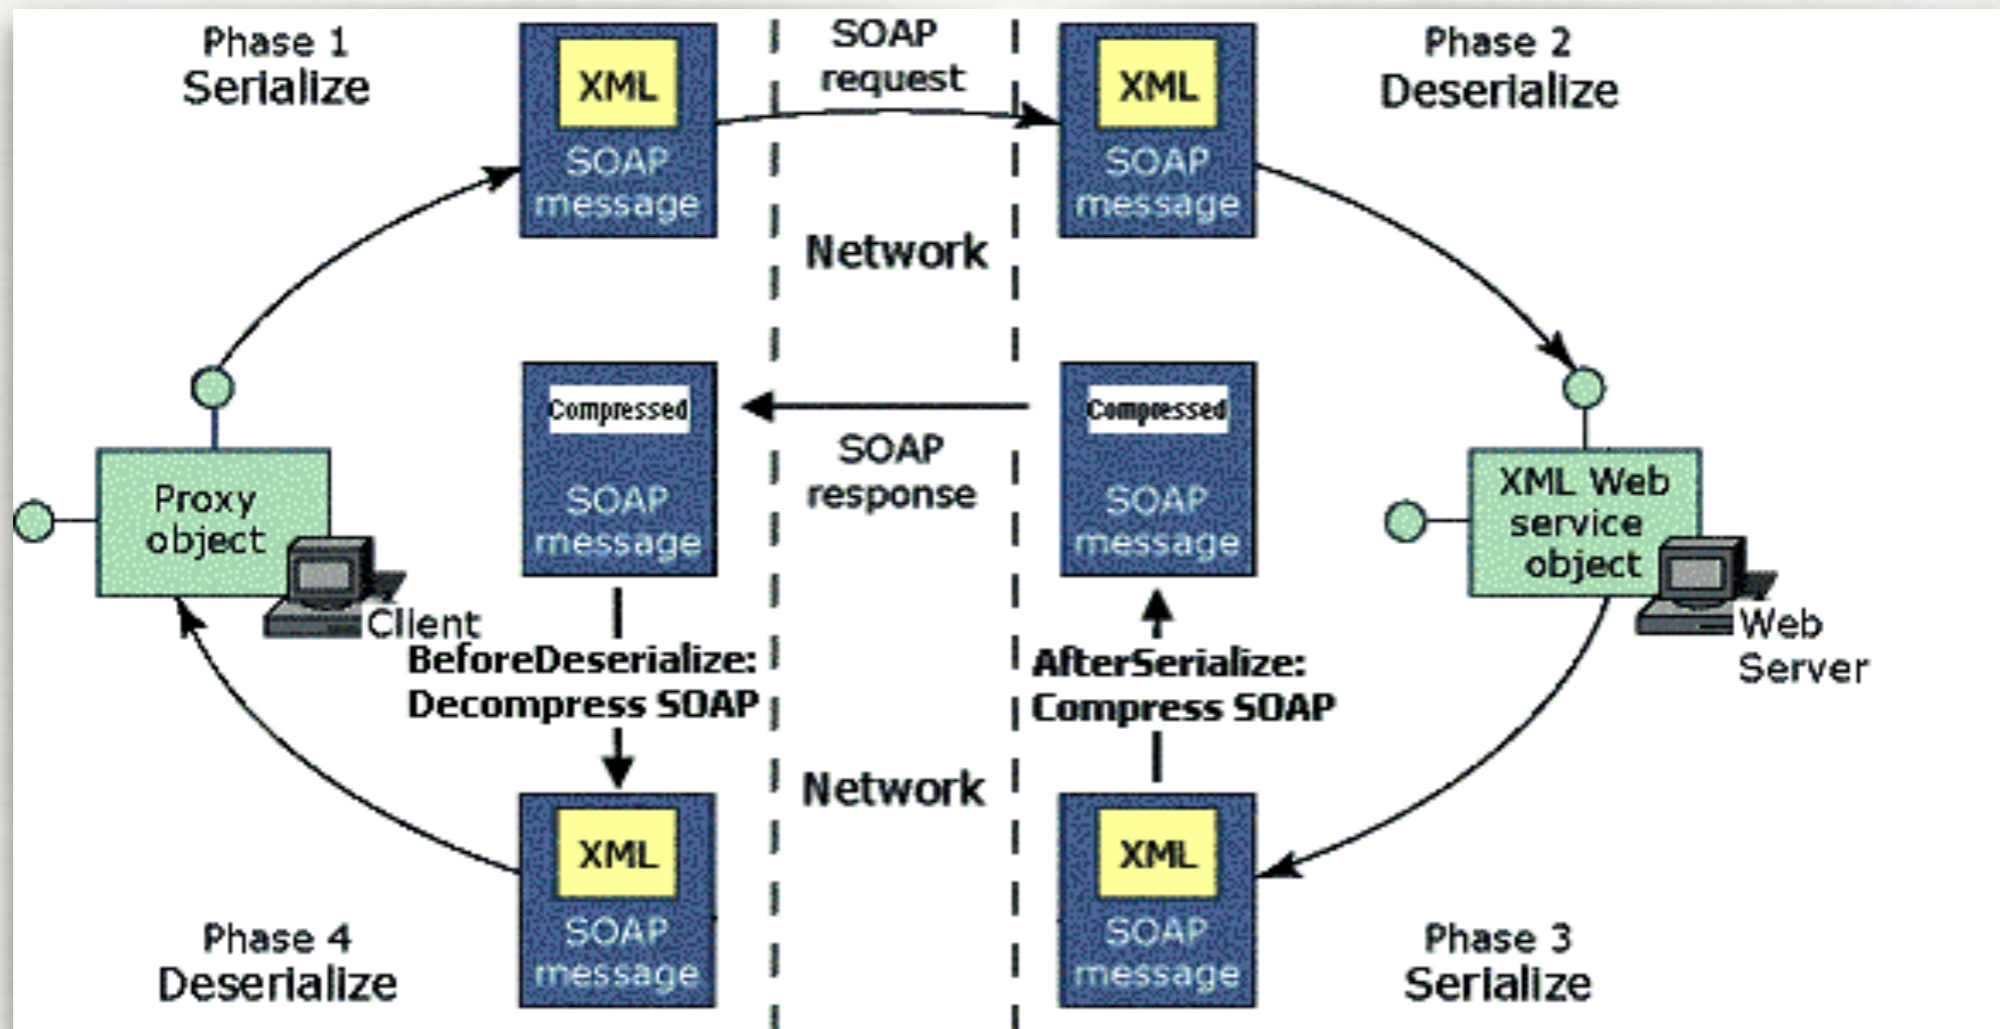 Phase 1
Serialize
XML
SOAP
message
SOAP
request
XML
SOAP
message
Phase 2
Deserialize
Network
Proxy
object
Client
Compressed
SOAP
message
SOAP
response
Compressed
SOAP
message
XML Web
service
object
Web
Server
BeforeDeserialize:
Decompress SOAP
AfterSerialize:
Compress SOAP
Network
Phase 4
Deserialize
XML
SOAP
message
XML
SOAP
message
Phase 3
Serialize